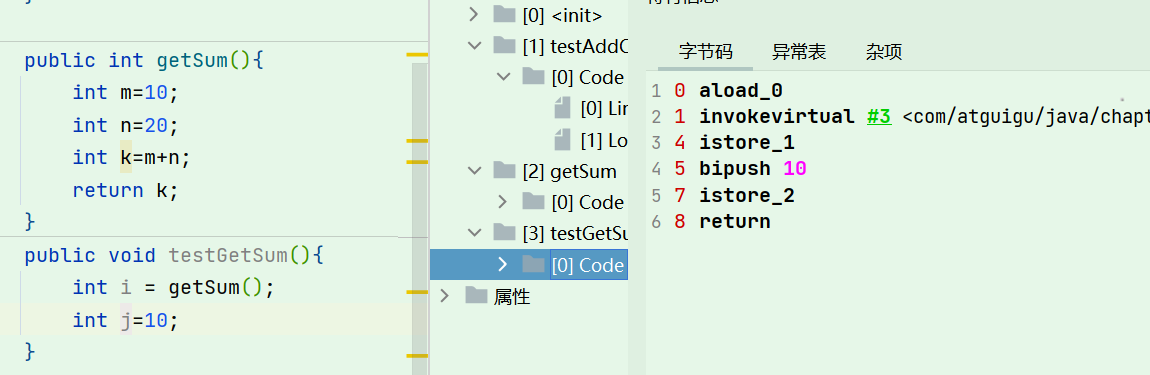 public int getSum(){
int m=10;
int n=20;
int k=m+n;
return k;
}
public void testGetSum(){
int i = getSum();
int j=10;
}
[0] <init>
[1] testAddO
[0] Code
[0] Lir
[1] Lo
[2] getSum
[0] Code
[3] testGetSu
[0] Code
属性
字节码 异常表 杂项
1 0 aload_0
2 1 invokevirtual #3 <com/atguigu/java/chapt
3 4 istore_1
4 5 bipush 10
5 7 istore_2
6 8 return